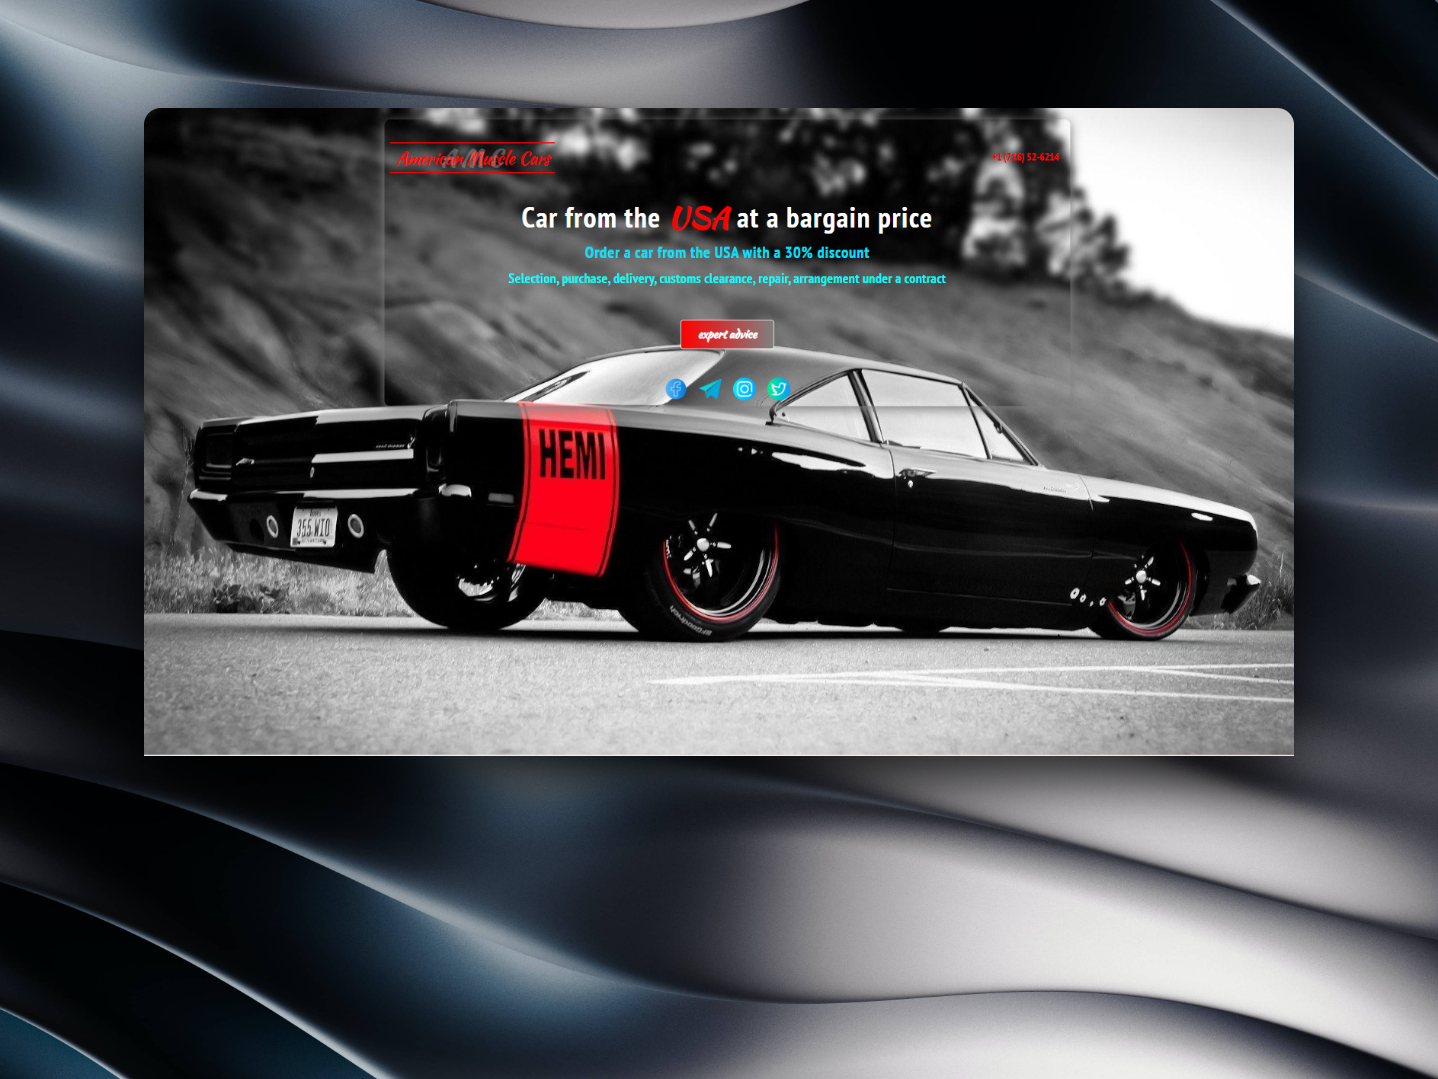 American Muscle Cars
+1 (716) 52-6214
Car from the USA at a bargain price
Order a car from the USA with a 30% discount
Selection, purchase, delivery, customs clearance, repair, arrangement under a contract
expert advice
HEMI
355 WIO
BFGoodrich